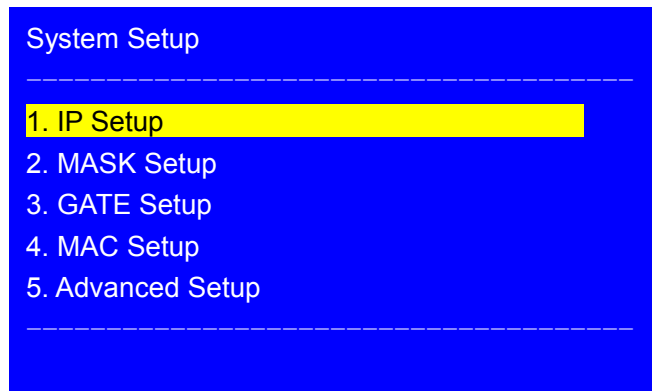 System Setup
1. IP Setup
2. MASK Setup
3. GATE Setup
4. MAC Setup
5. Advanced Setup